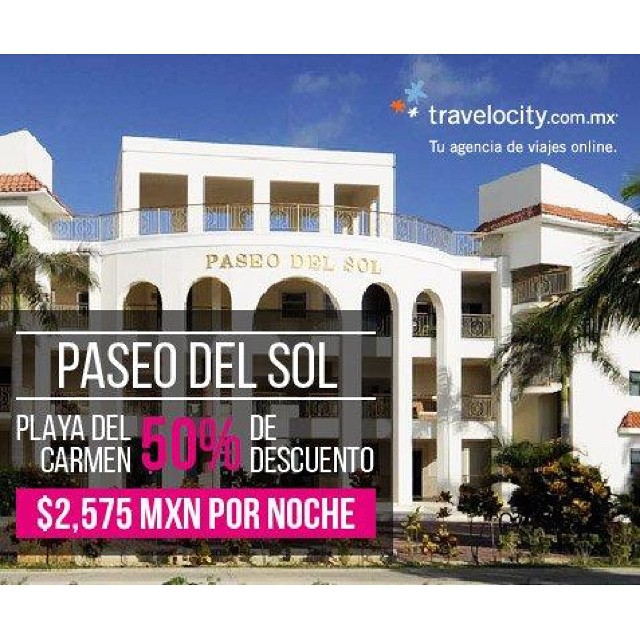 travelocity.com.mx
Tu agencia de viajes online.
PASEO DEL SOL
PASEO DEL SOL
PLAYA DEL CARMEN 50% DE DESCUENTO
$2,575 MXN POR NOCHE